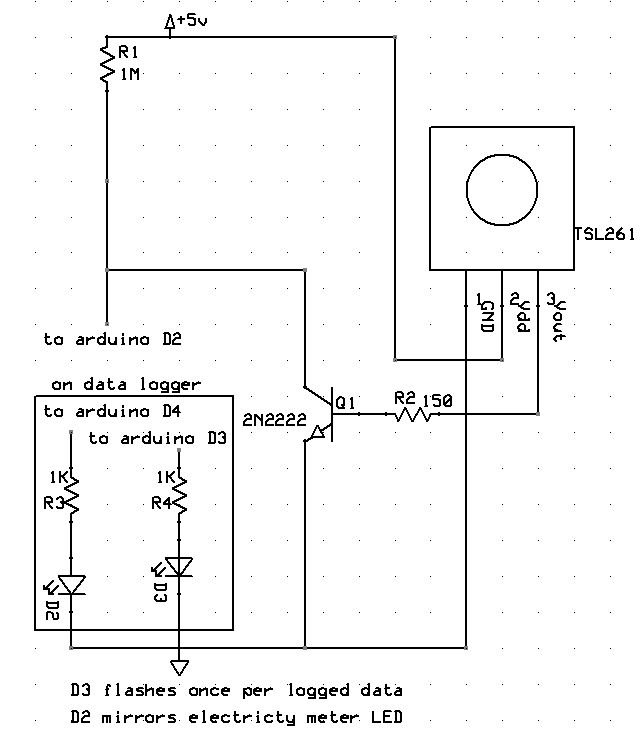 +5v
R1
1M
TSL261
1 2 3
GND Vdd Vout
to arduino D2
on data logger
to arduino D4
to arduino D3
Q1
R2 150
2N2222
1K
R3
1K
R4
D2
D3
D3 flashes once per logged data
D2 mirrors electricty meter LED